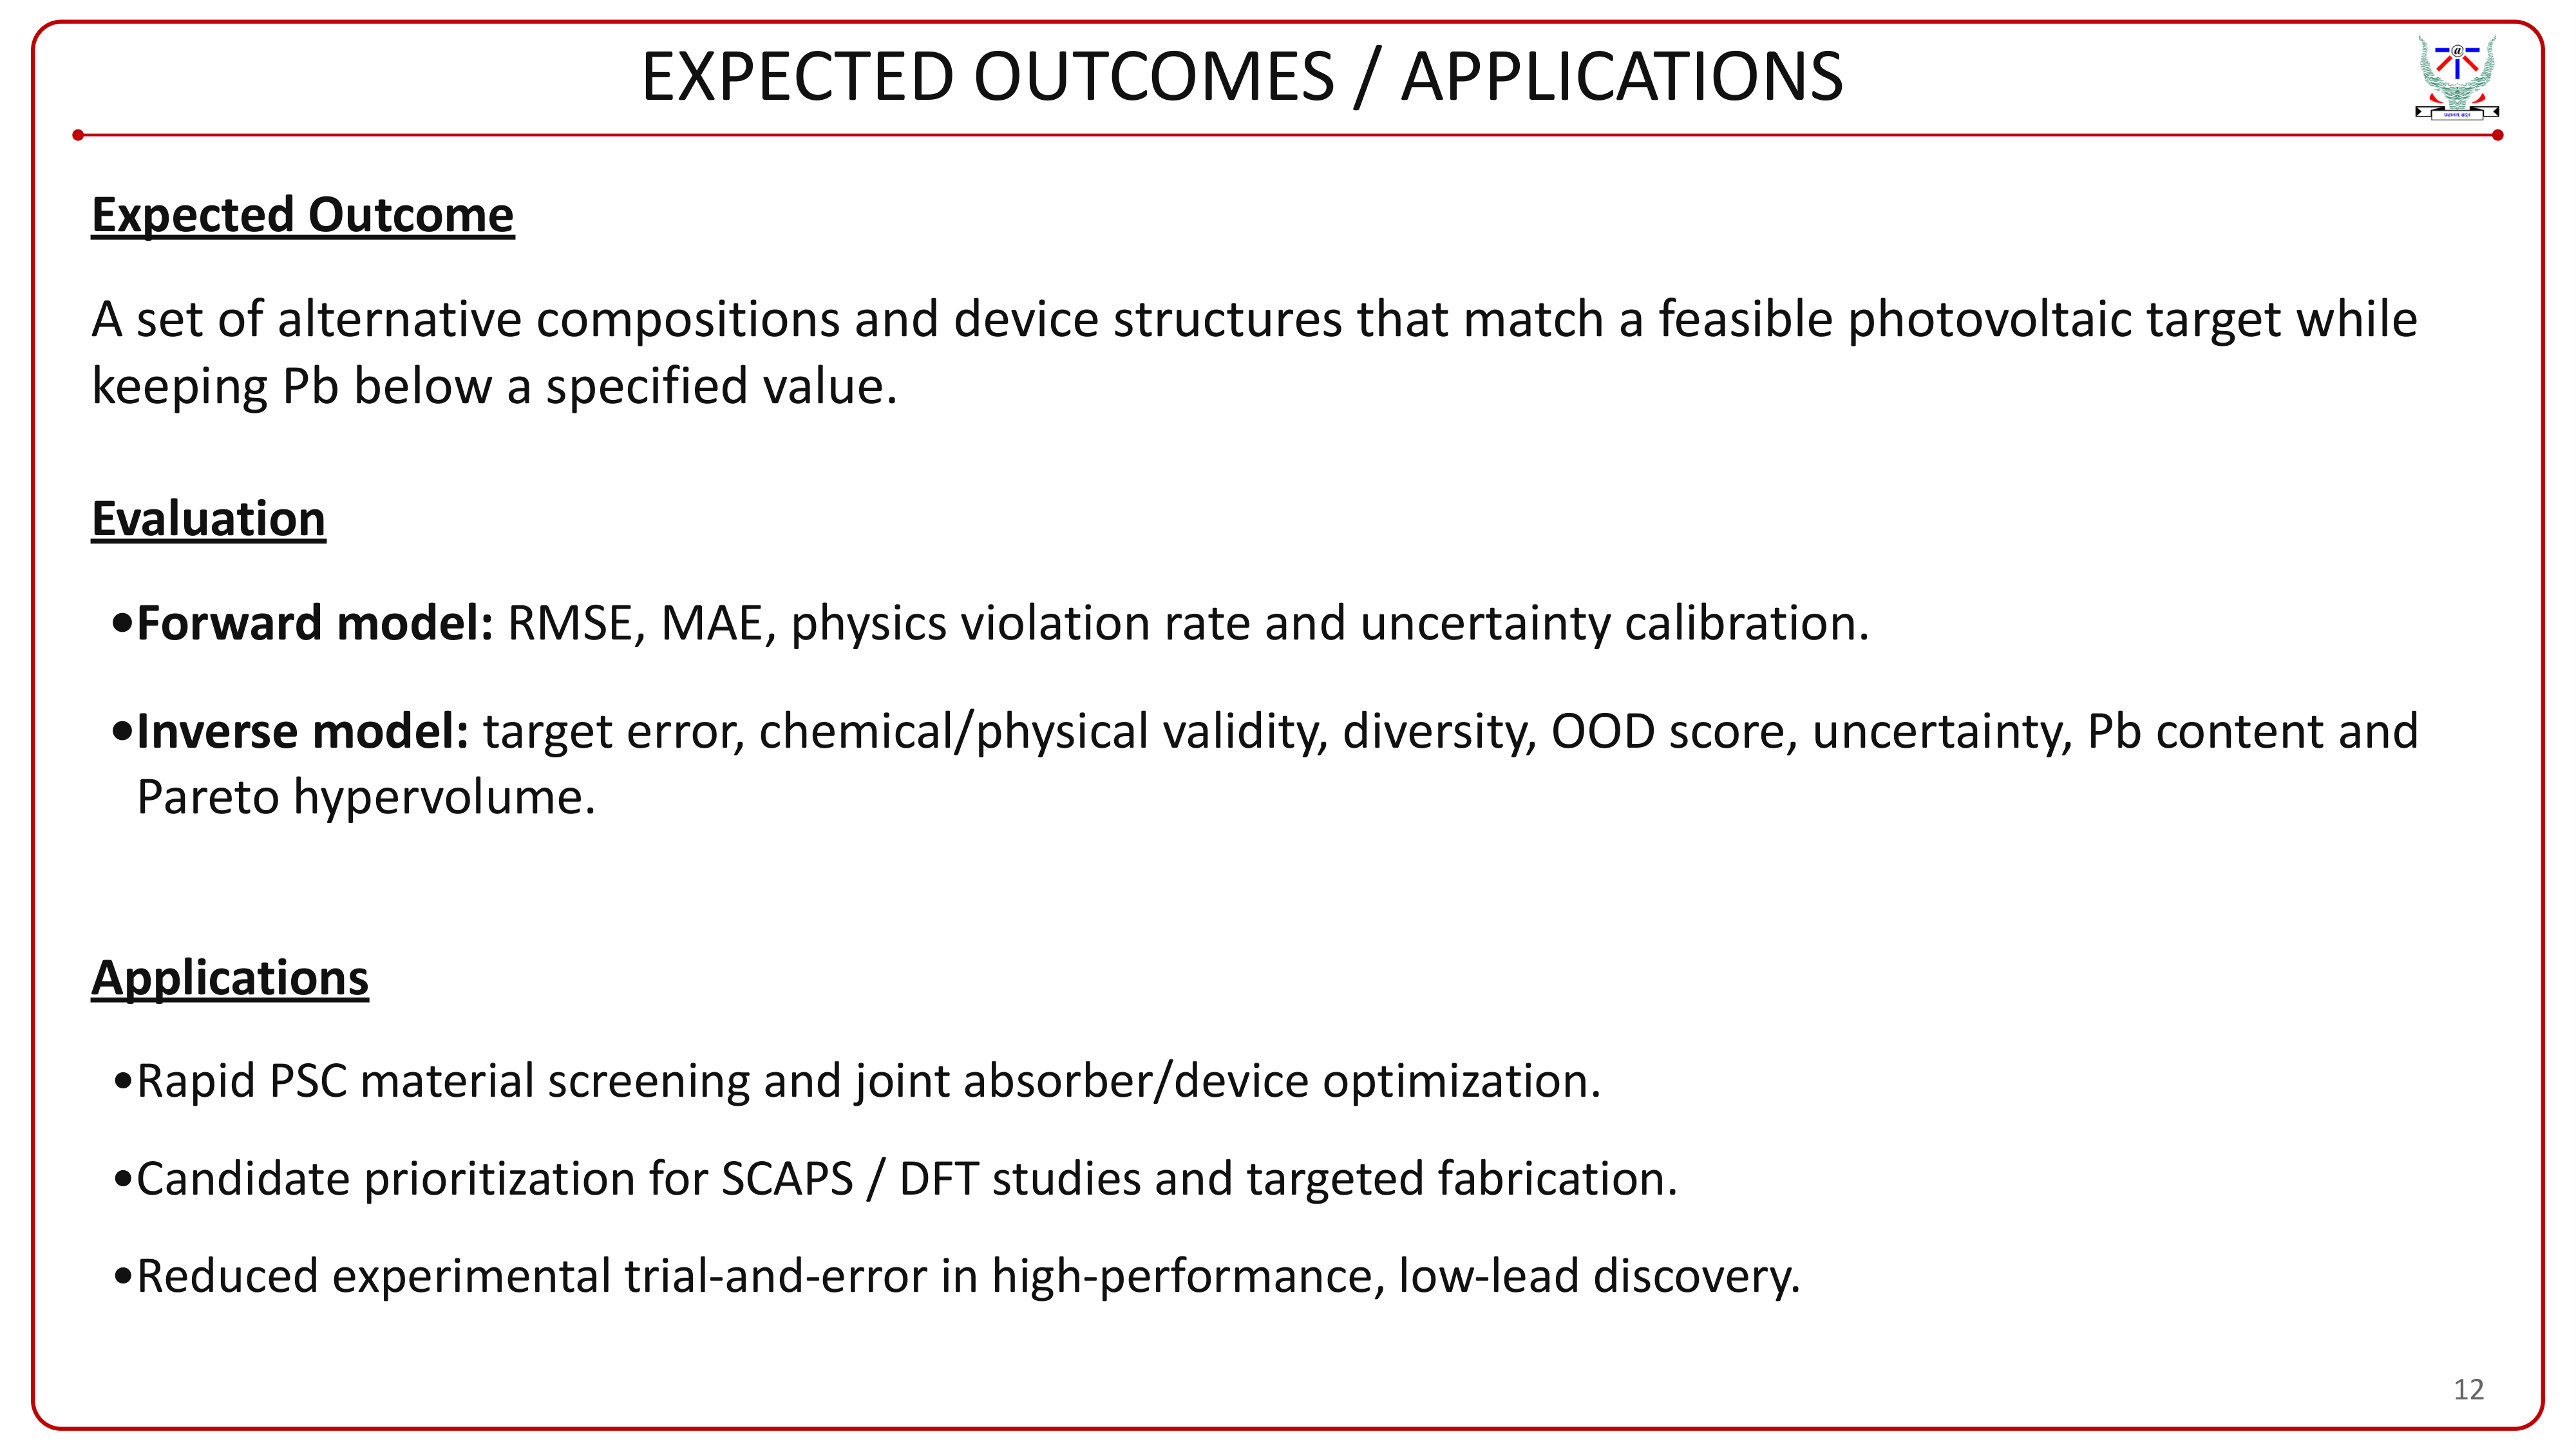 EXPECTED OUTCOMES / APPLICATIONS
@
Expected Outcome
A set of alternative compositions and device structures that match a feasible photovoltaic target while
keeping Pb below a specified value.
Evaluation
•Forward model: RMSE, MAE, physics violation rate and uncertainty calibration.
•Inverse model: target error, chemical/physical validity, diversity, OOD score, uncertainty, Pb content and
Pareto hypervolume.
Applications
•Rapid PSC material screening and joint absorber/device optimization.
•Candidate prioritization for SCAPS / DFT studies and targeted fabrication.
•Reduced experimental trial-and-error in high-performance, low-lead discovery.
12